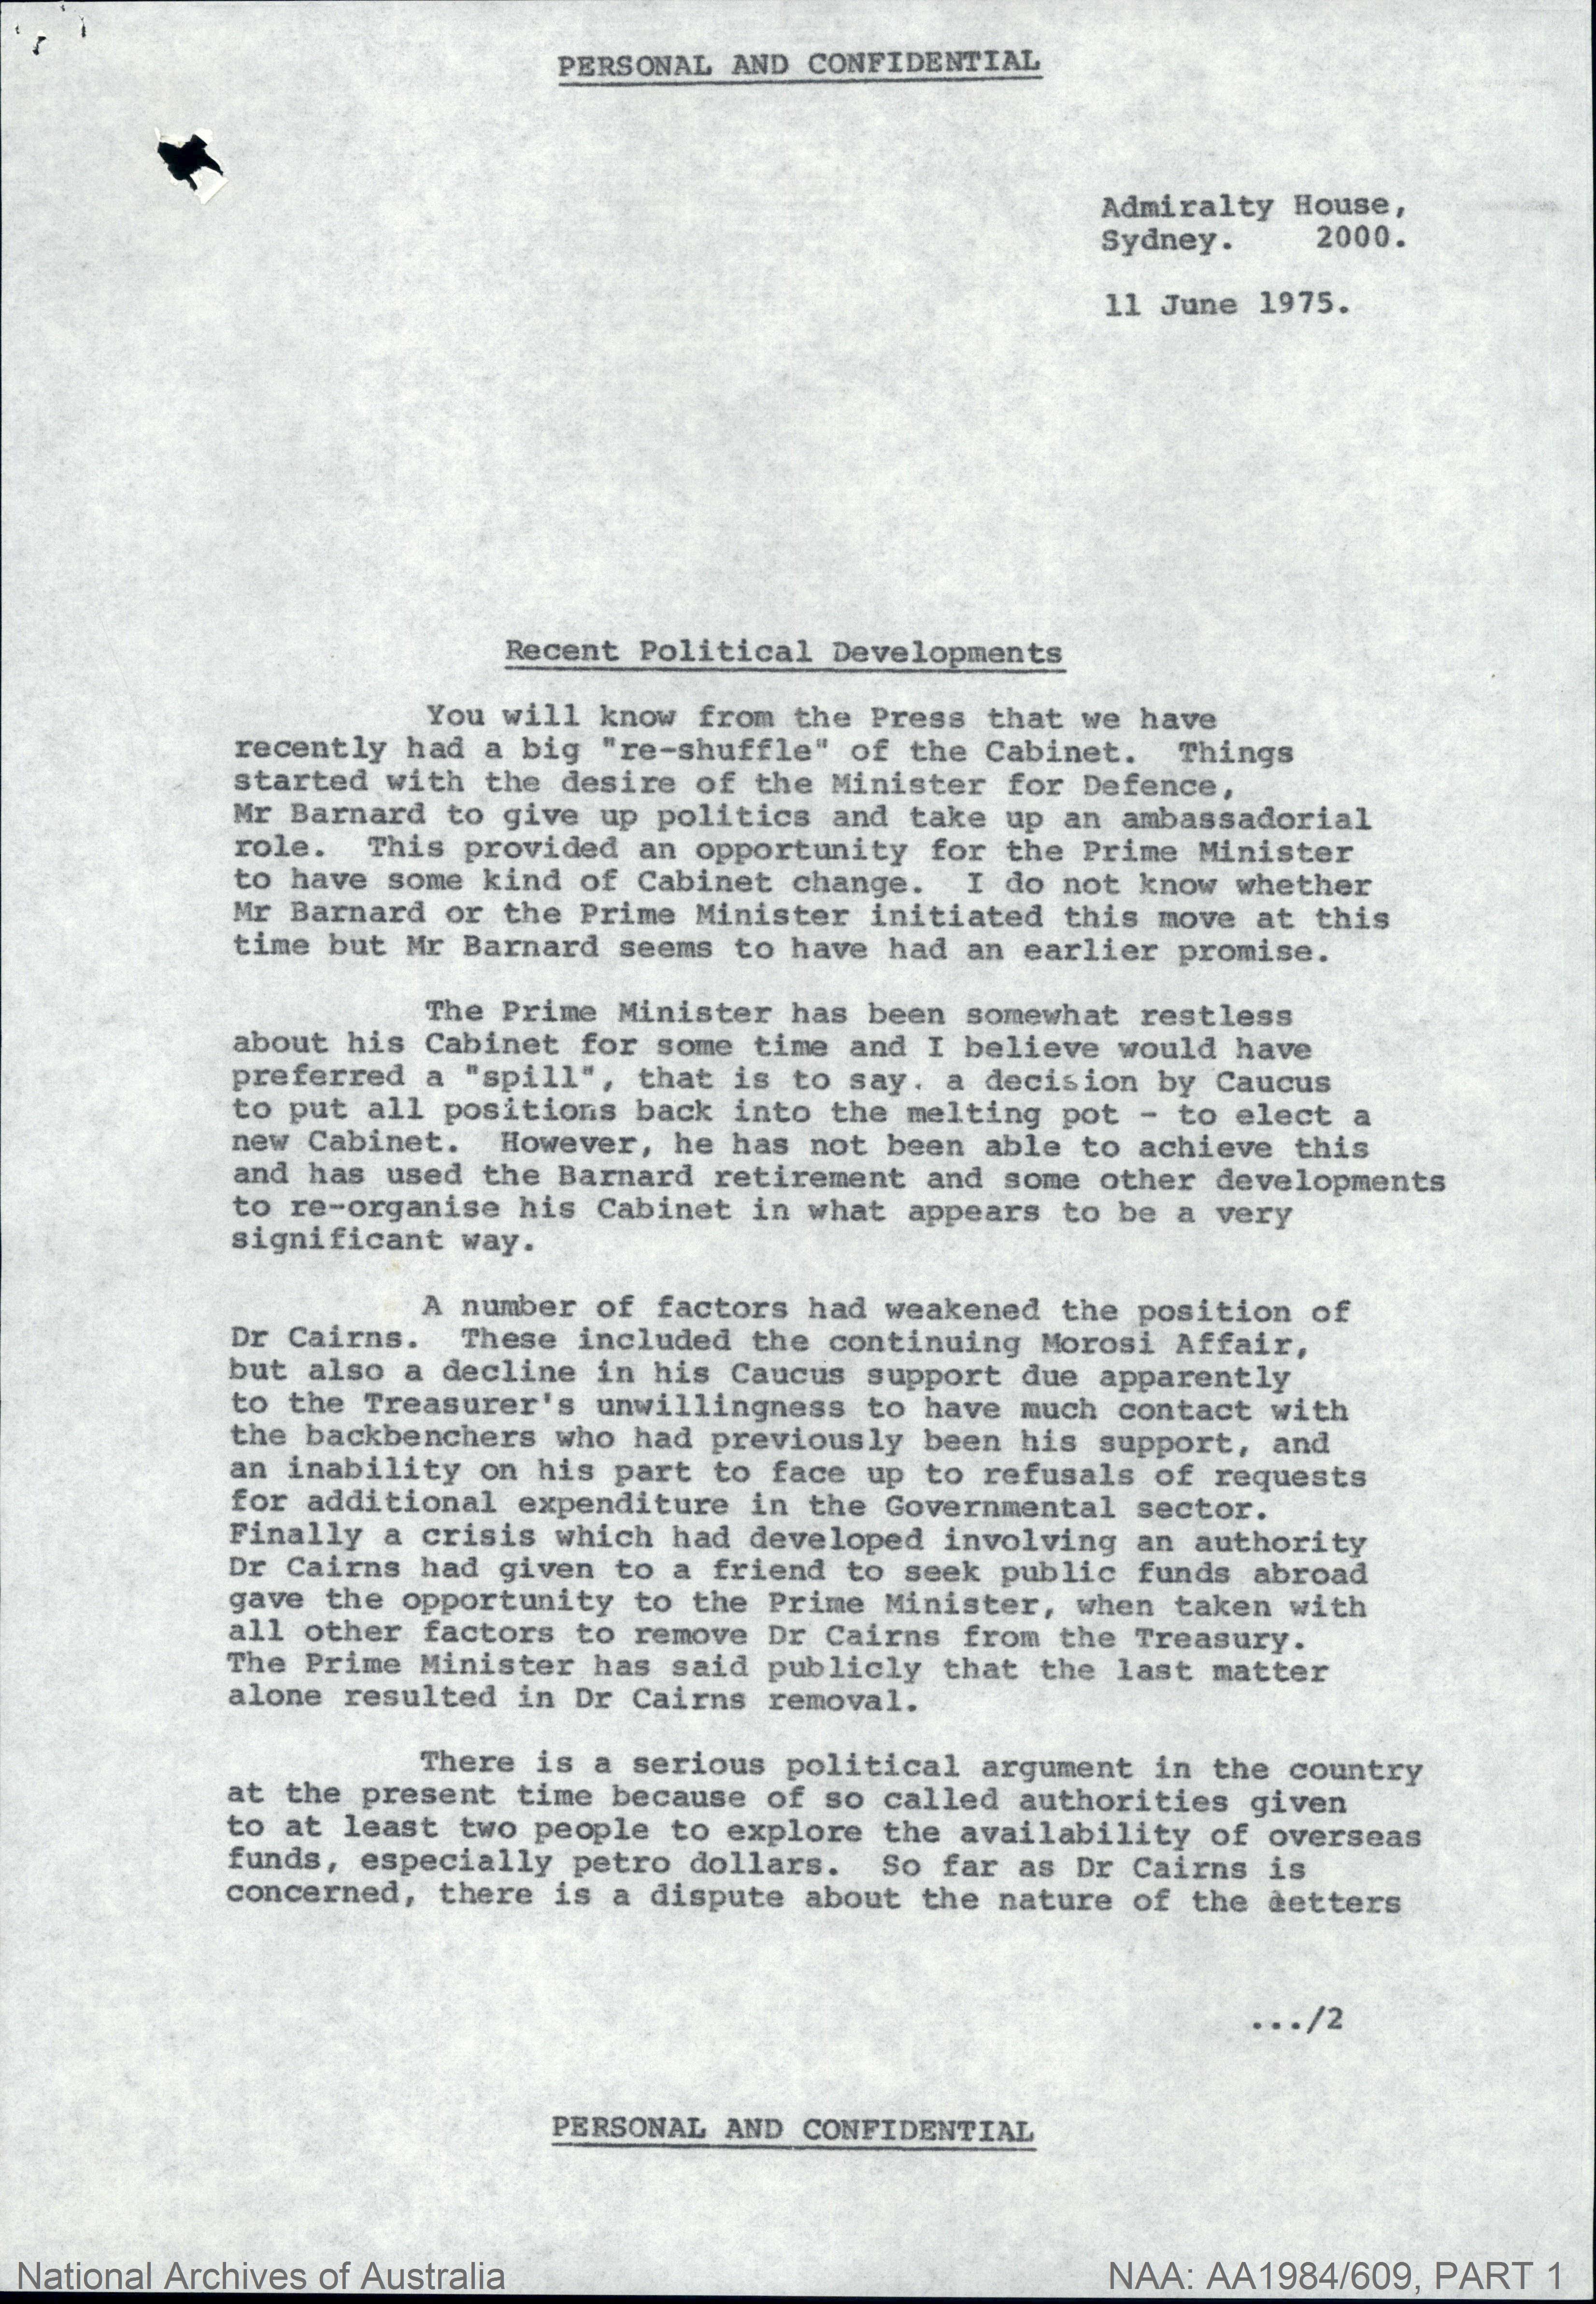 PERSONAL AND CONFIDENTIAL
Admiralty House,
Sydney. 2000.
11 June 1975.
Recent Political Developments
You will know from the Press that we have
recently had a big "re-shuffle" of the Cabinet. Things
started with the desire of the Minister for Defence,
Mr Barnard to give up politics and take up an ambassadorial
role. This provided an opportunity for the Prime Minister
to have some kind of Cabinet change. I do not know whether
Mr Barnard or the Prime Minister initiated this move at this
time but Mr Barnard seems to have had an earlier promise.
The Prime Minister has been somewhat restless
about his Cabinet for some time and I believe would have
preferred a "spill", that is to say. a decision by Caucus
to put all positions back into the melting pot - to elect a
new Cabinet. However, he has not been able to achieve this
and has used the Barnard retirement and some other developments
to re-organise his Cabinet in what appears to be a very
significant way.
A number of factors had weakened the position of
Dr Cairns. These included the continuing Morosi Affair,
but also a decline in his Caucus support due apparently
to the Treasurer's unwillingness to have much contact with
the backbenchers who had previously been his support, and
an inability on his part to face up to refusals of requests
for additional expenditure in the Governmental sector.
Finally a crisis which had developed involving an authority
Dr Cairns had given to a friend to seek public funds abroad
gave the opportunity to the Prime Minister, when taken with
all other factors to remove Dr Cairns from the Treasury.
The Prime Minister has said publicly that the last matter
alone resulted in Dr Cairns removal.
There is a serious political argument in the country
at the present time because of so called authorities given
to at least two people to explore the availability of overseas
funds, especially petro dollars. So far as Dr Cairns is
concerned, there is a dispute about the nature of the letters
.../2
PERSONAL AND CONFIDENTIAL
National Archives of Australia
NAA: AA1984/609, PART 1